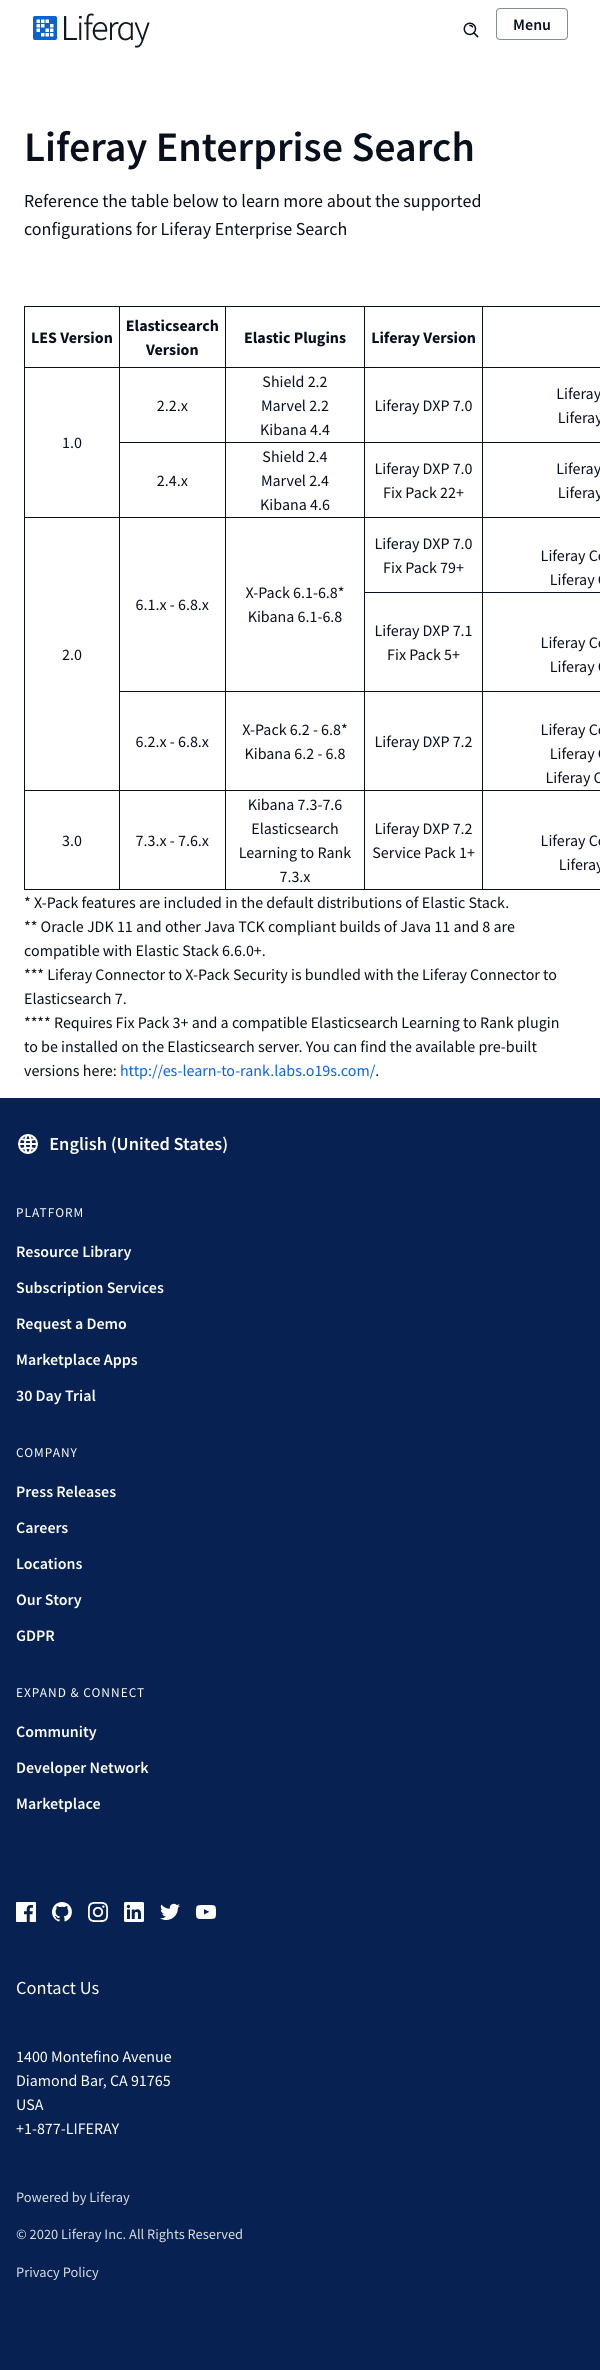 Liferay
Menu
Liferay Enterprise Search
Reference the table below to learn more about the supported
configurations for Liferay Enterprise Search
LES Version
Elasticsearch
Version
Elastic Plugins
Liferay Version
1.0
2.2.x
Shield 2.2
Marvel 2.2
Kibana 4.4
Liferay DXP 7.0
Liferay
Liferay
2.4.x
Shield 2.4
Marvel 2.4
Kibana 4.6
Liferay DXP 7.0
Fix Pack 22+
Liferay
Liferay
2.0
6.1.x - 6.8.x
X-Pack 6.1-6.8*
Kibana 6.1-6.8
Liferay DXP 7.0
Fix Pack 79+
Liferay
Liferay
Liferay DXP 7.1
Fix Pack 5+
Liferay
Liferay
6.2.x - 6.8.x
X-Pack 6.2 - 6.8*
Kibana 6.2 - 6.8
Liferay DXP 7.2
Liferay
Liferay
Liferay
3.0
7.3.x - 7.6.x
Kibana 7.3-7.6
Elasticsearch
Learning to Rank
7.3.x
Liferay DXP 7.2
Service Pack 1+
Liferay
Liferay
* X-Pack features are included in the default distributions of Elastic Stack.
** Oracle JDK 11 and other Java TCK compliant builds of Java 11 and 8 are
compatible with Elastic Stack 6.6.0+.
*** Liferay Connector to X-Pack Security is bundled with the Liferay Connector to
Elasticsearch 7.
**** Requires Fix Pack 3+ and a compatible Elasticsearch Learning to Rank plugin
to be installed on the Elasticsearch server. You can find the available pre-built
versions here: http://es-learn-to-rank.labs.o19s.com/.
English (United States)
PLATFORM
Resource Library
Subscription Services
Request a Demo
Marketplace Apps
30 Day Trial
COMPANY
Press Releases
Careers
Locations
Our Story
GDPR
EXPAND & CONNECT
Community
Developer Network
Marketplace
Contact Us
1400 Montefino Avenue
Diamond Bar, CA 91765
USA
+1-877-LIFERAY
Powered by Liferay
© 2020 Liferay Inc. All Rights Reserved
Privacy Policy